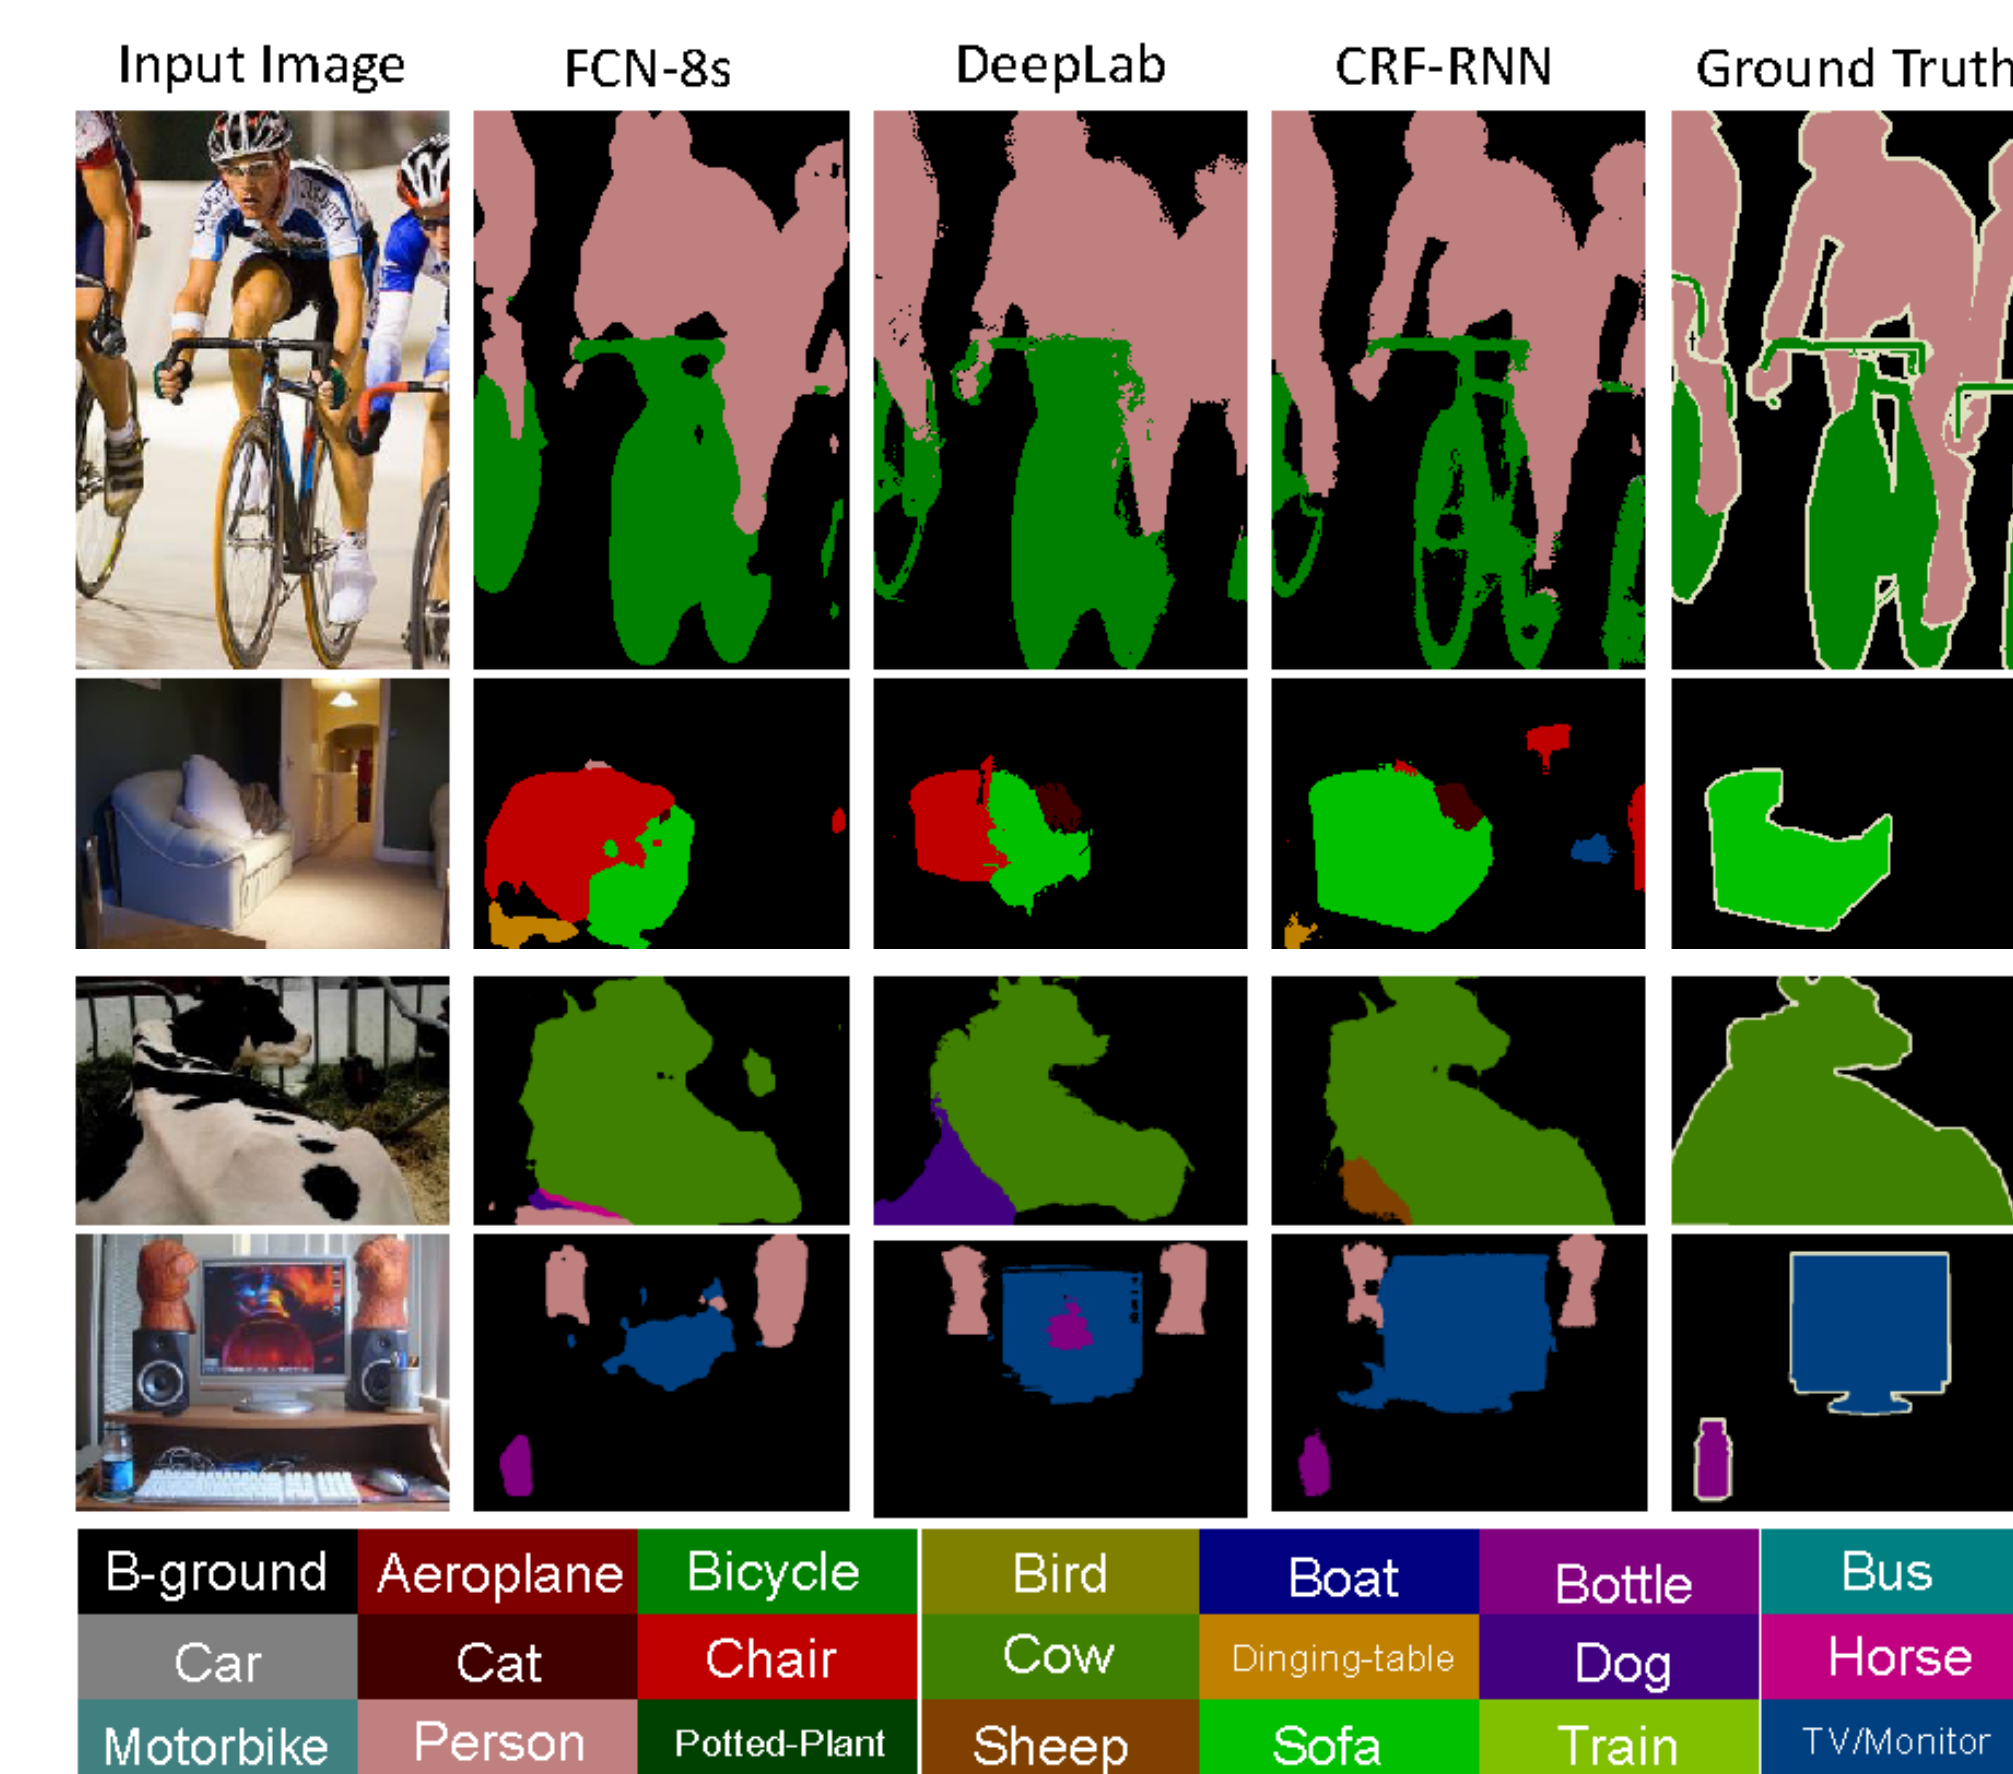 Input Image FCN-8s DeepLab CRF-RNN Ground Truth
B-ground Aeroplane Bicycle Bird Boat Bottle Bus
Car Cat Chair Cow Dinging-table Dog Horse
Motorbike Person Potted-Plant Sheep Sofa Train TV/Monitor